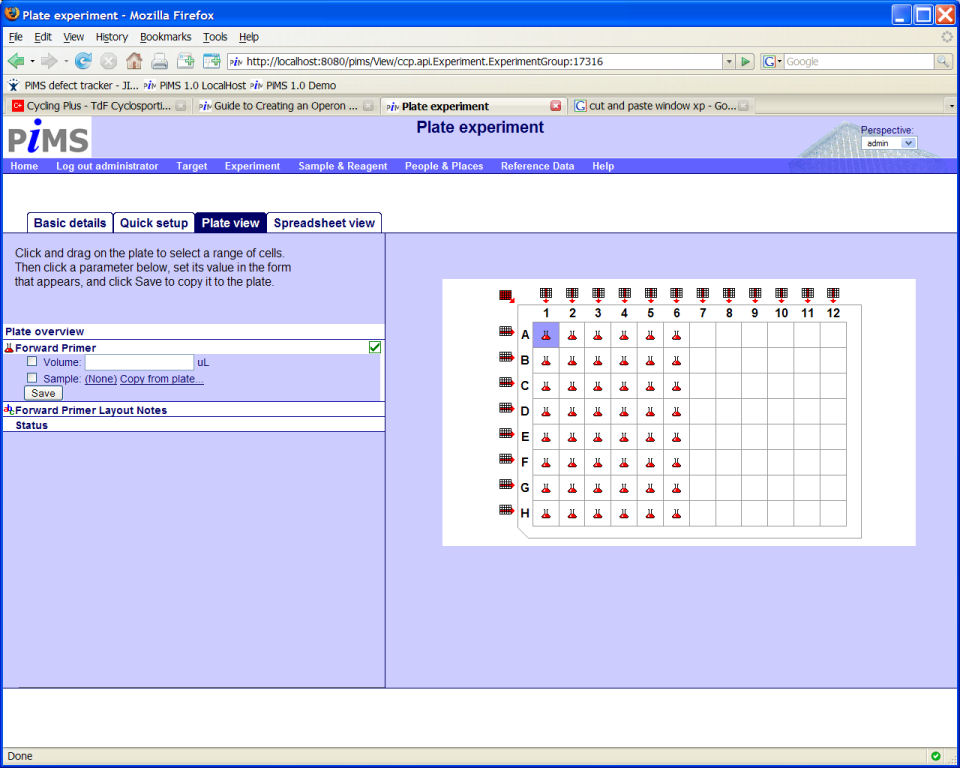 Plate experiment - Mozilla Firefox
File Edit View History Bookmarks Tools Help
http://localhost:8080/pims/View/ccp.api.Experiment.ExperimentGroup:17316
G Google
PiMS defect tracker - JI... PiMS 1.0 LocalHost PiMS 1.0 Demo
Cycling Plus - TdF Cyclosporti... Guide to Creating an Operon ... Plate experiment cut and paste window xp - Go...
PiMS
Plate experiment
Perspective:
admin
Home Log out administrator Target Experiment Sample & Reagent People & Places Reference Data Help
Basic details Quick setup Plate view Spreadsheet view
Click and drag on the plate to select a range of cells.
Then click a parameter below, set its value in the form
that appears, and click Save to copy it to the plate.
Plate overview
Forward Primer
Volume: uL
Sample: (None) Copy from plate...
Save
Forward Primer Layout Notes
Status
1 2 3 4 5 6 7 8 9 10 11 12
A
B
C
D
E
F
G
H
Done